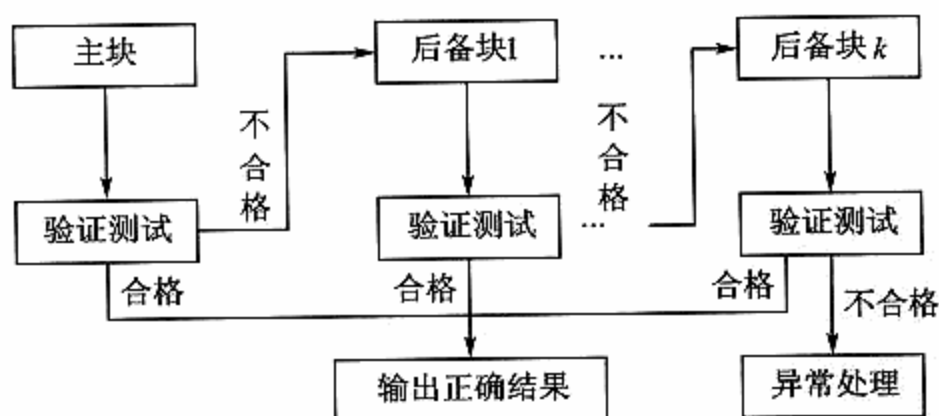 主块
后备块1
...
后备块k
不合格
不合格
验证测试
验证测试
...
验证测试
合格
合格
合格
不合格
输出正确结果
异常处理